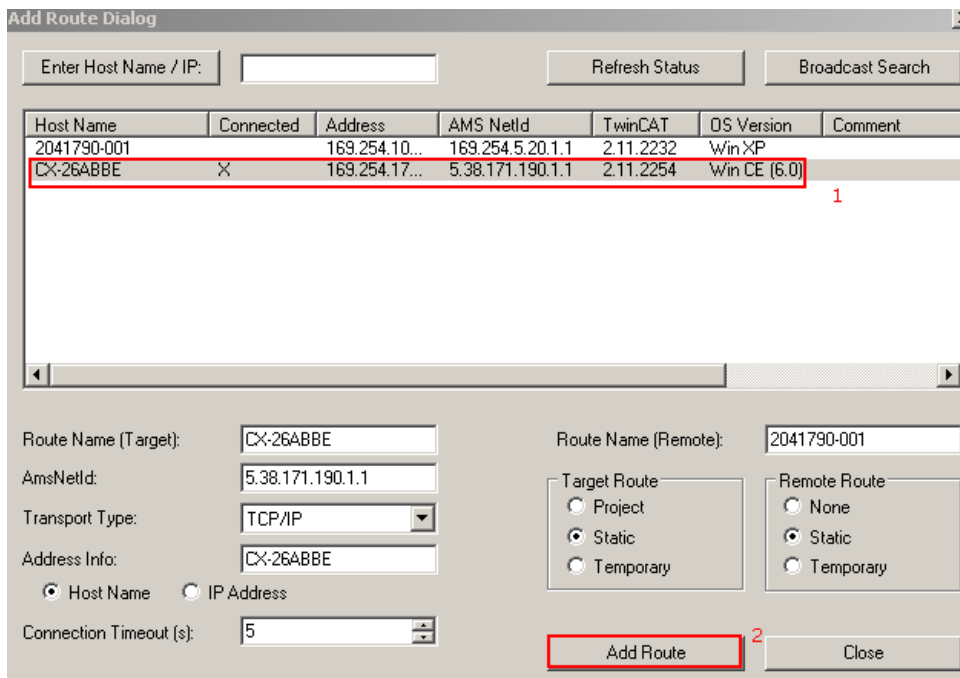 Add Route Dialog
Enter Host Name / IP: Refresh Status Broadcast Search
Host Name Connected Address AMS NetId TwinCAT OS Version Comment
2041790-001 169.254.10... 169.254.5.20.1.1 2.11.2232 Win XP
CX-26ABBE X 169.254.17... 5.38.171.190.1.1 2.11.2254 Win CE (6.0)
1
Route Name (Target): CX-26ABBE Route Name (Remote): 2041790-001
AmsNetId: 5.38.171.190.1.1 Target Route Remote Route
Project None
Transport Type: TCP/IP Static Static
Address Info: CX-26ABBE Temporary Temporary
Host Name IP Address
Connection Timeout (s): 5
2
Add Route Close